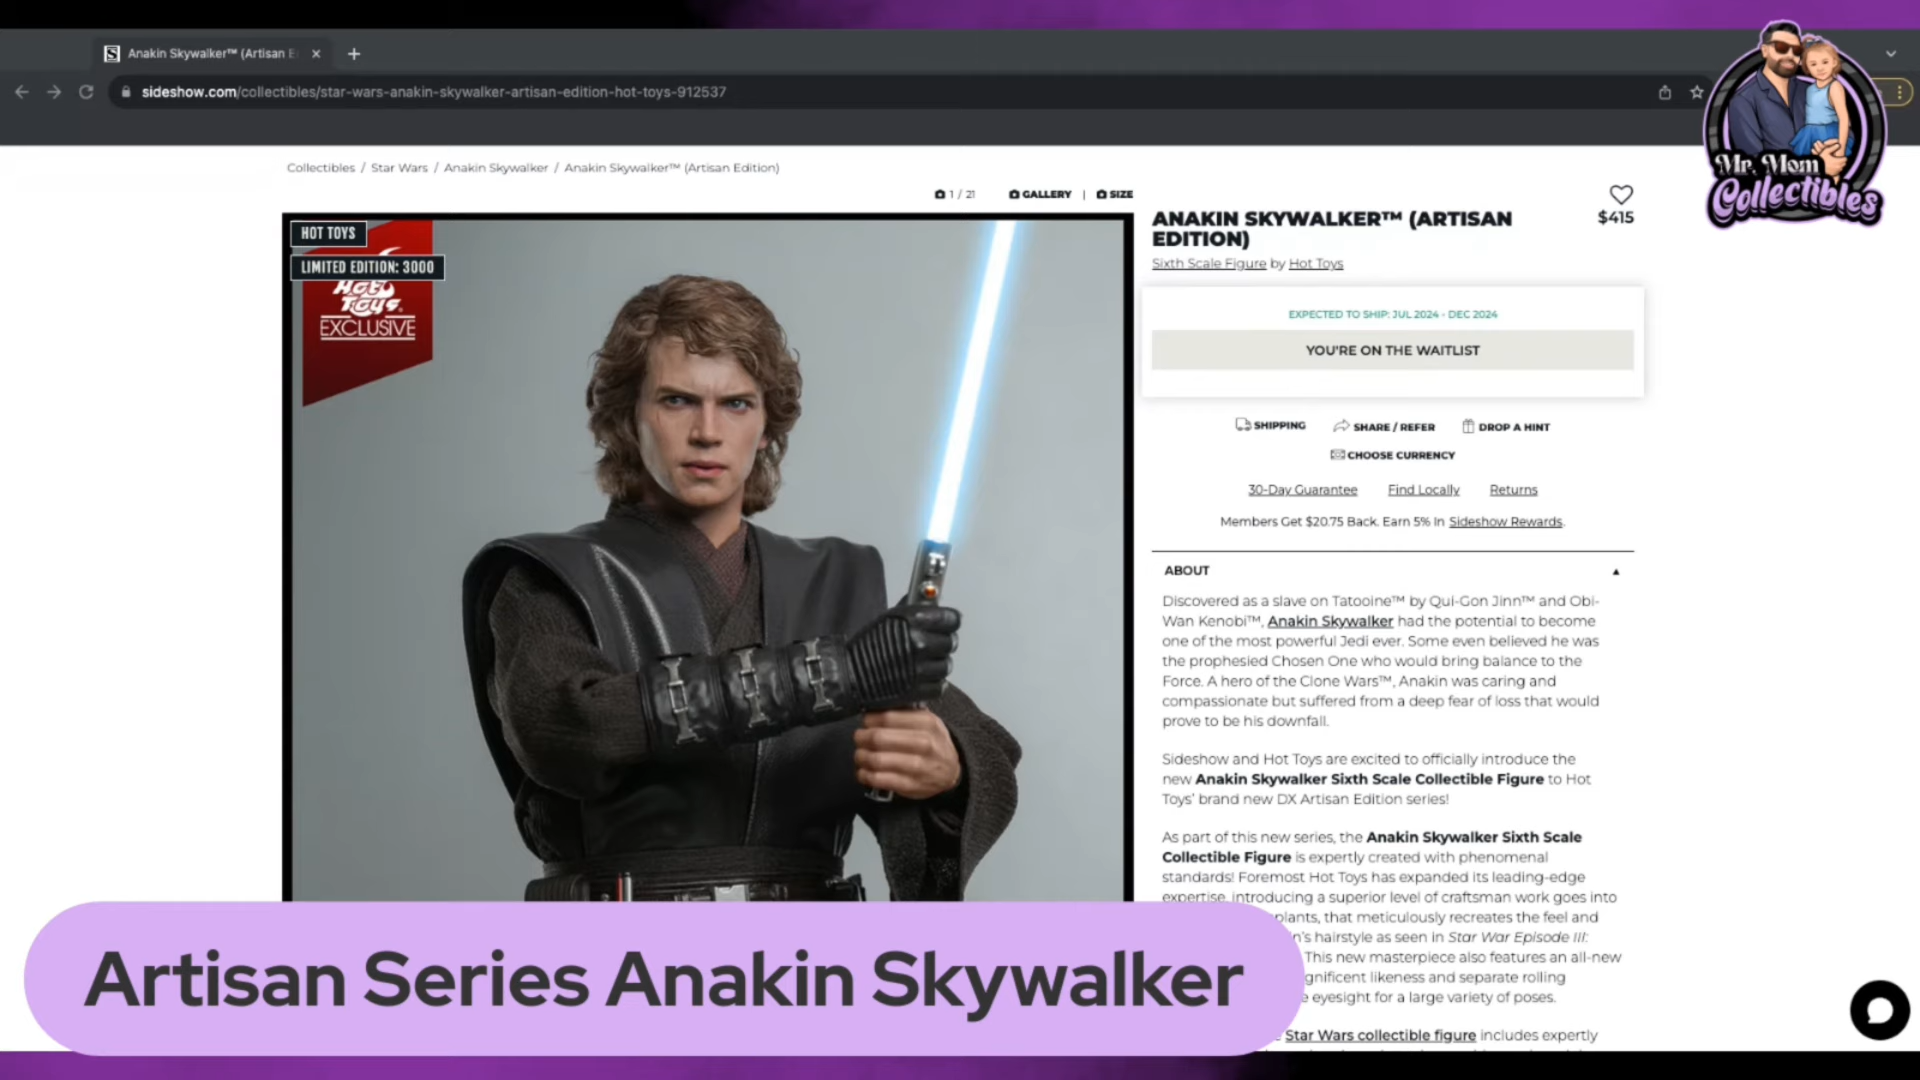 Anakin Skywalker™ (Artisan E
sideshow.com/collectibles/star-wars-anakin-skywalker-artisan-edition-hot-toys-912537
Mr. Mom
Collectibles
Collectibles / Star Wars / Anakin Skywalker / Anakin Skywalker™ (Artisan Edition)
1 / 21 GALLERY | SIZE
HOT TOYS
LIMITED EDITION: 3000
Hot
Toys
EXCLUSIVE
ANAKIN SKYWALKER™ (ARTISAN
EDITION)
$415
Sixth Scale Figure by Hot Toys
EXPECTED TO SHIP: JUL 2024 - DEC 2024
YOU'RE ON THE WAITLIST
SHIPPING SHARE / REFER DROP A HINT
CHOOSE CURRENCY
30-Day Guarantee Find Locally Returns
Members Get $20.75 Back. Earn 5% In Sideshow Rewards.
ABOUT
Discovered as a slave on Tatooine™ by Qui-Gon Jinn™ and Obi-
Wan Kenobi™, Anakin Skywalker had the potential to become
one of the most powerful Jedi ever. Some even believed he was
the prophesied Chosen One who would bring balance to the
Force. A hero of the Clone Wars™, Anakin was caring and
compassionate but suffered from a deep fear of loss that would
prove to be his downfall.
Sideshow and Hot Toys are excited to officially introduce the
new Anakin Skywalker Sixth Scale Collectible Figure to Hot
Toys' brand new DX Artisan Edition series!
As part of this new series, the Anakin Skywalker Sixth Scale
Collectible Figure is expertly created with phenomenal
standards! Foremost Hot Toys has expanded its leading-edge
expertise, introducing a superior level of craftsman work goes into
plants, that meticulously recreates the feel and
n's hairstyle as seen in Star War Episode III:
This new masterpiece also features an all-new
gnificent likeness and separate rolling
e eyesight for a large variety of poses.
Star Wars collectible figure includes expertly
Artisan Series Anakin Skywalker